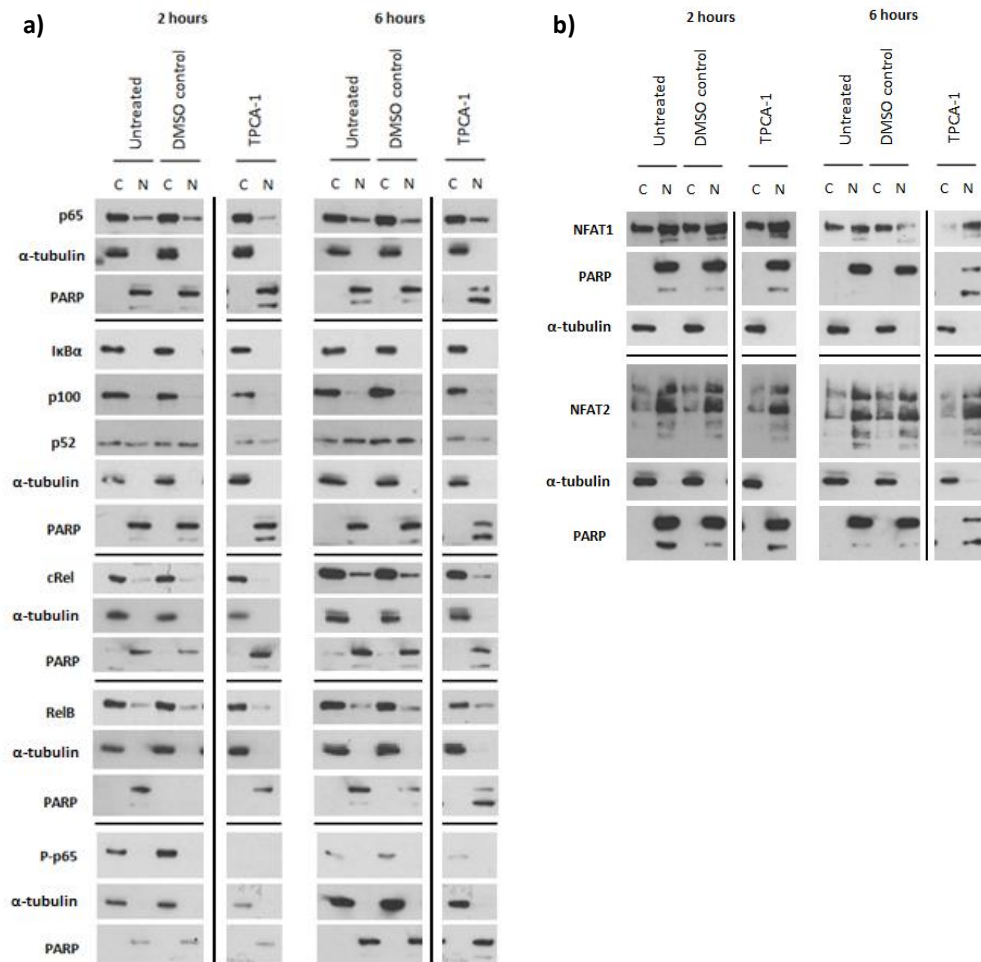 a)
2 hours
6 hours
Untreated
DMSO control
TPCA-1
Untreated
DMSO control
TPCA-1
C N C N C N C N C N C N
p65
α-tubulin
PARP
IκBα
p100
p52
α-tubulin
PARP
cRel
α-tubulin
PARP
RelB
α-tubulin
PARP
P-p65
α-tubulin
PARP
b)
2 hours
6 hours
Untreated
DMSO control
TPCA-1
Untreated
DMSO control
TPCA-1
C N C N C N C N C N C N
NFAT1
PARP
α-tubulin
NFAT2
α-tubulin
PARP